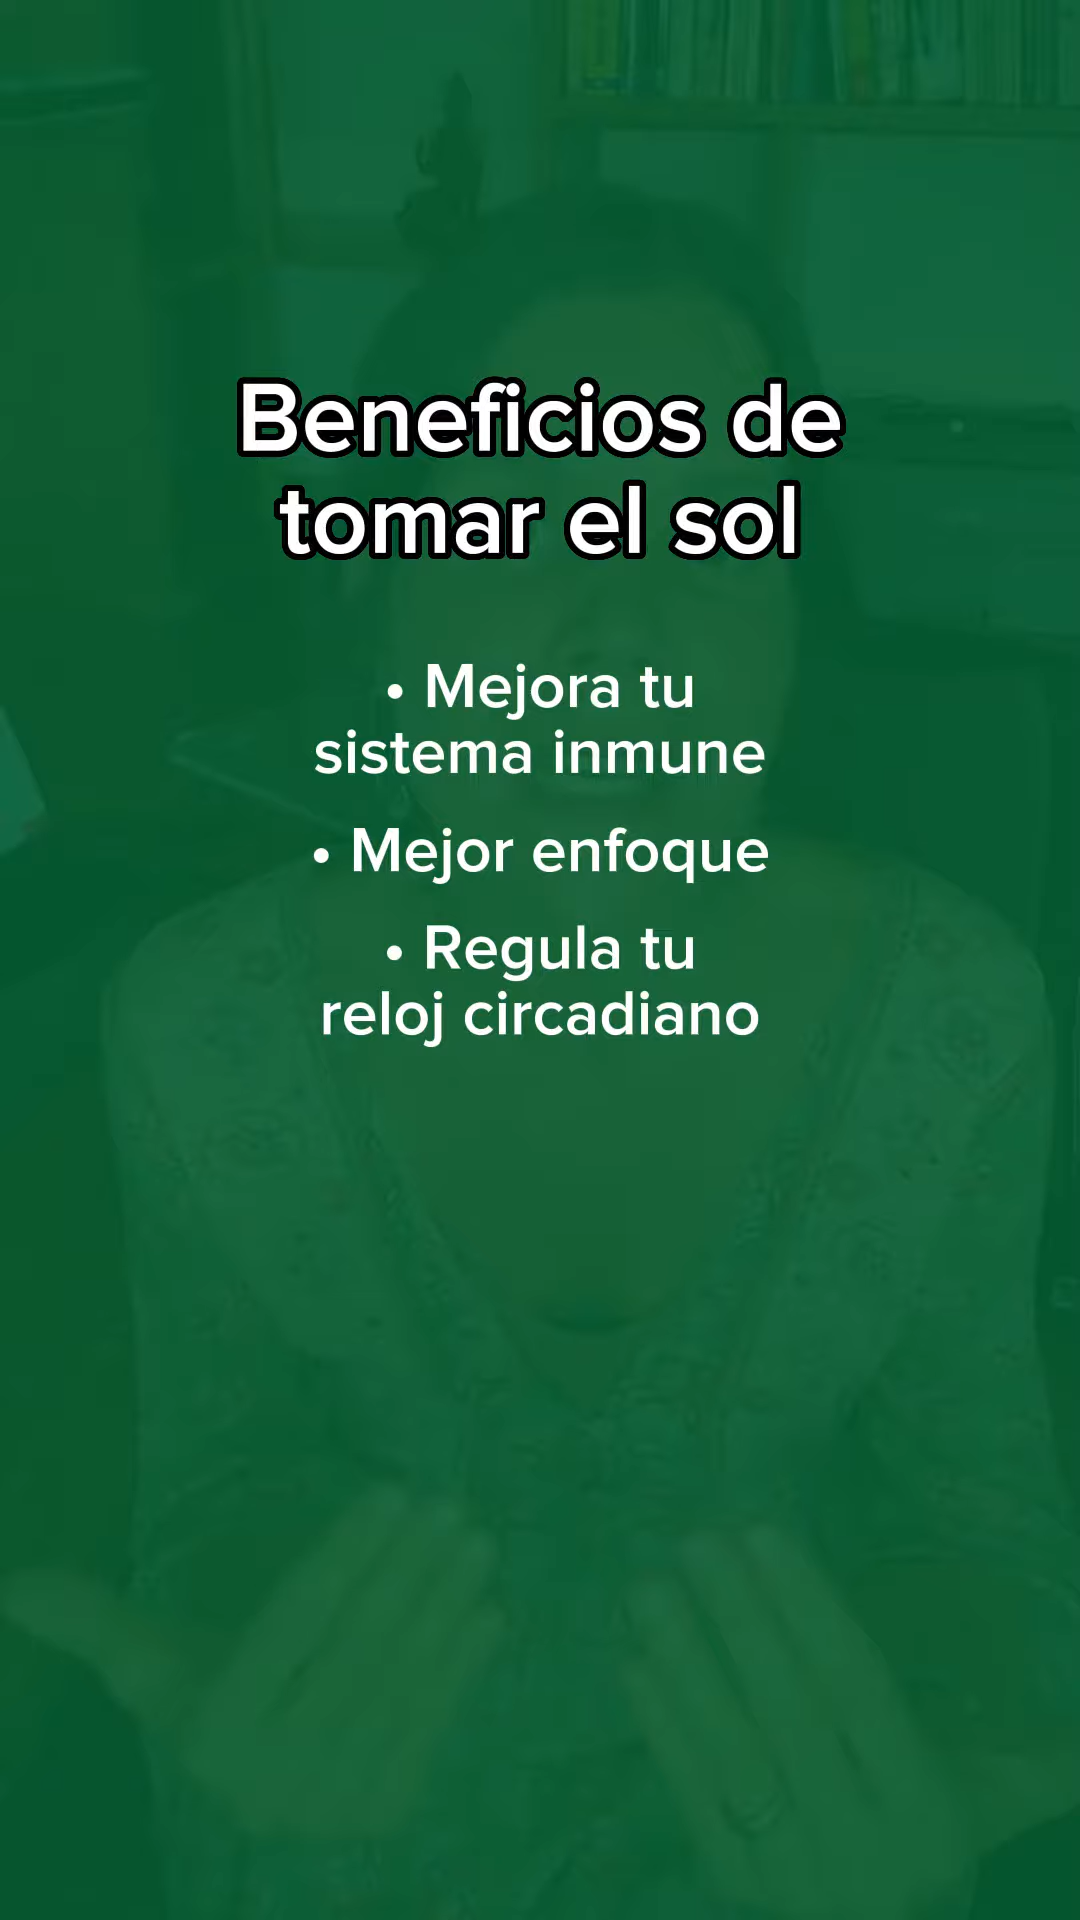 Beneficios de
tomar el sol
• Mejora tu
sistema inmune
• Mejor enfoque
• Regula tu
reloj circadiano